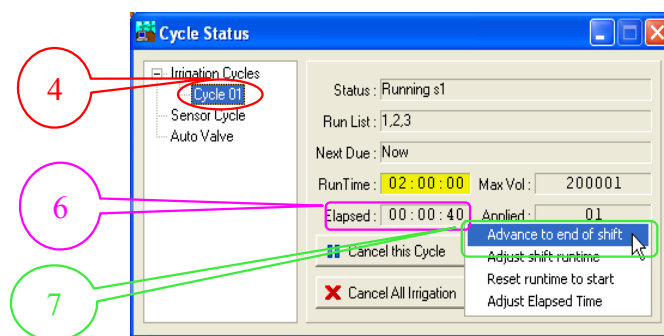 Cycle Status
4
Irrigation Cycles
Cycle 01
Sensor Cycle
Auto Valve
Status : Running s1
Run List : 1,2,3
Next Due : Now
RunTime : 02:00:00 Max Vol : 200001
6
Elapsed : 00:00:40 Applied : 01
Cancel this Cycle
Cancel All Irrigation
7
Advance to end of shift
Adjust shift runtime
Reset runtime to start
Adjust Elapsed Time